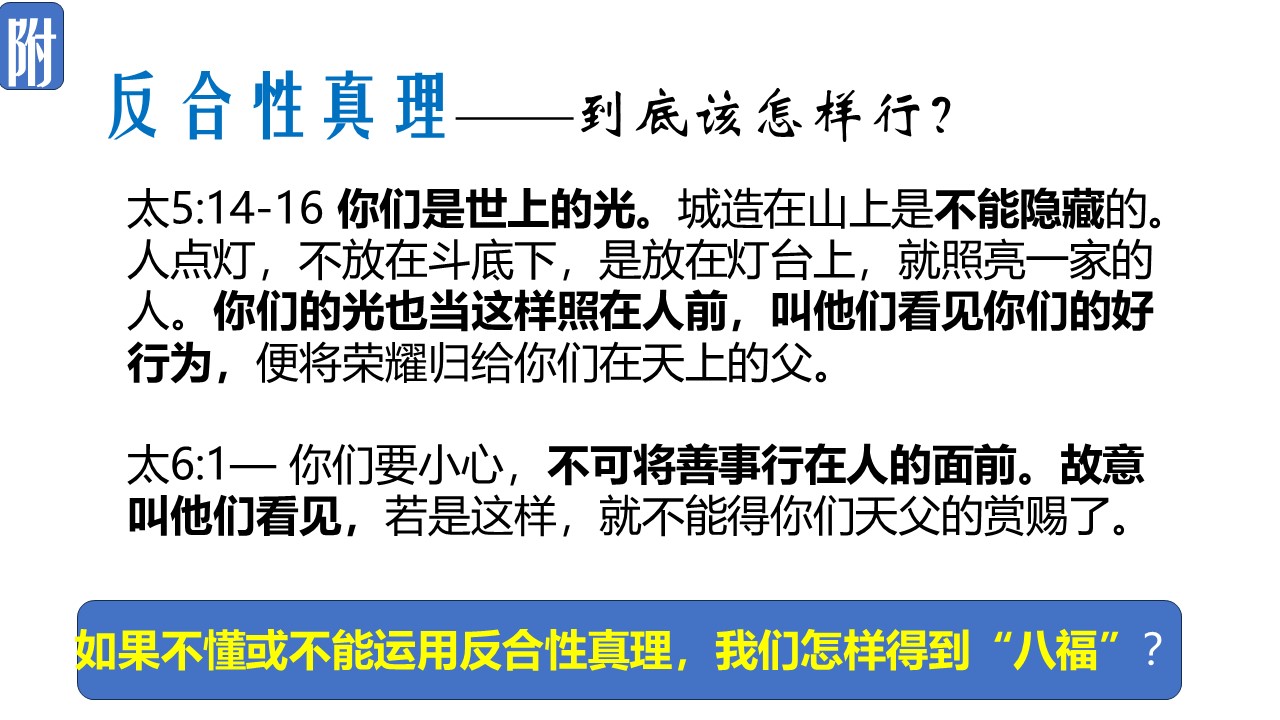 附
反合性真理——到底该怎样行？
太5:14-16 你们是世上的光。城造在山上是不能隐藏的。
人点灯，不放在斗底下，是放在灯台上，就照亮一家的
人。你们的光也当这样照在人前，叫他们看见你们的好
行为，便将荣耀归给你们在天上的父。
太6:1— 你们要小心，不可将善事行在人的面前。故意
叫他们看见，若是这样，就不能得你们天父的赏赐了。
如果不懂或不能运用反合性真理，我们怎样得到“八福”？